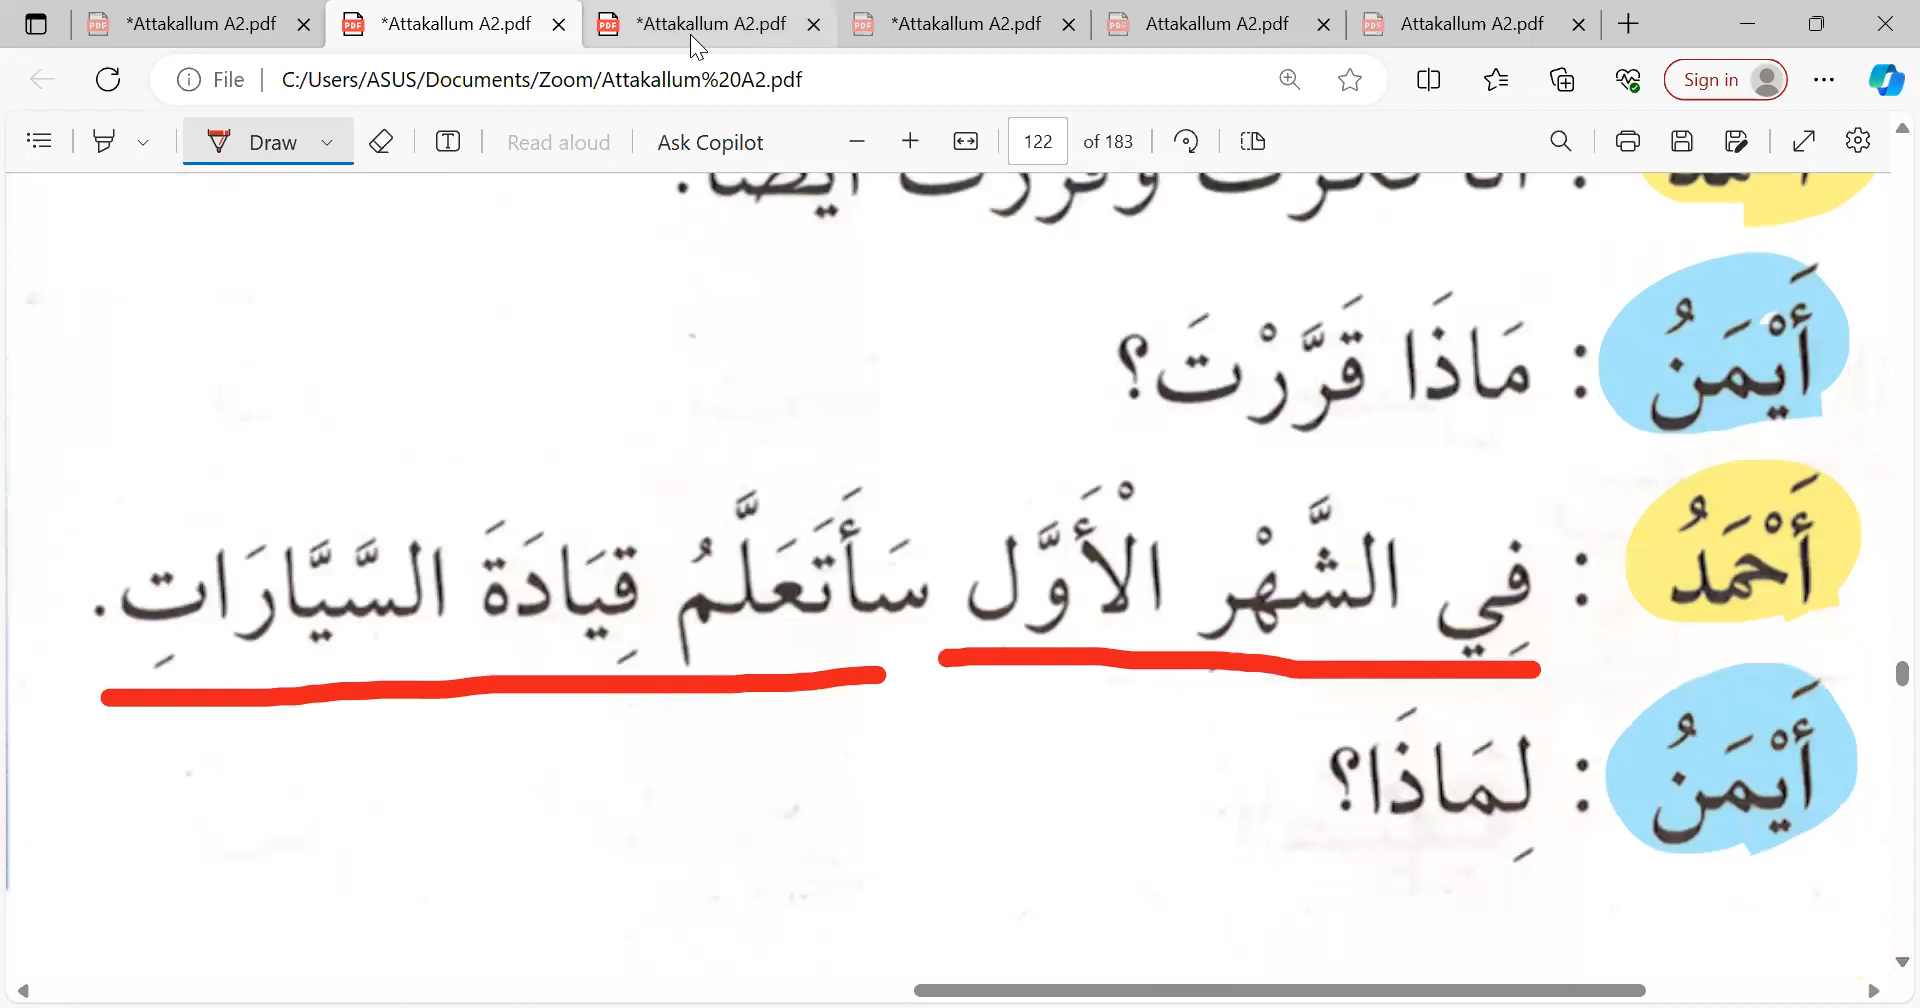 *Attakallum A2.pdf
*Attakallum A2.pdf
*Attakallum A2.pdf
*Attakallum A2.pdf
Attakallum A2.pdf
Attakallum A2.pdf
File
C:/Users/ASUS/Documents/Zoom/Attakallum%20A2.pdf
Sign in
Draw
Read aloud
Ask Copilot
122 of 183
أَيْمَنُ : مَاذَا قَرَّرْتَ؟
أَحْمَدُ : فِي الشَّهْرِ الْأَوَّلِ سَأَتَعَلَّمُ قِيَادَةَ السَّيَّارَاتِ.
أَيْمَنُ : لِمَاذَا؟